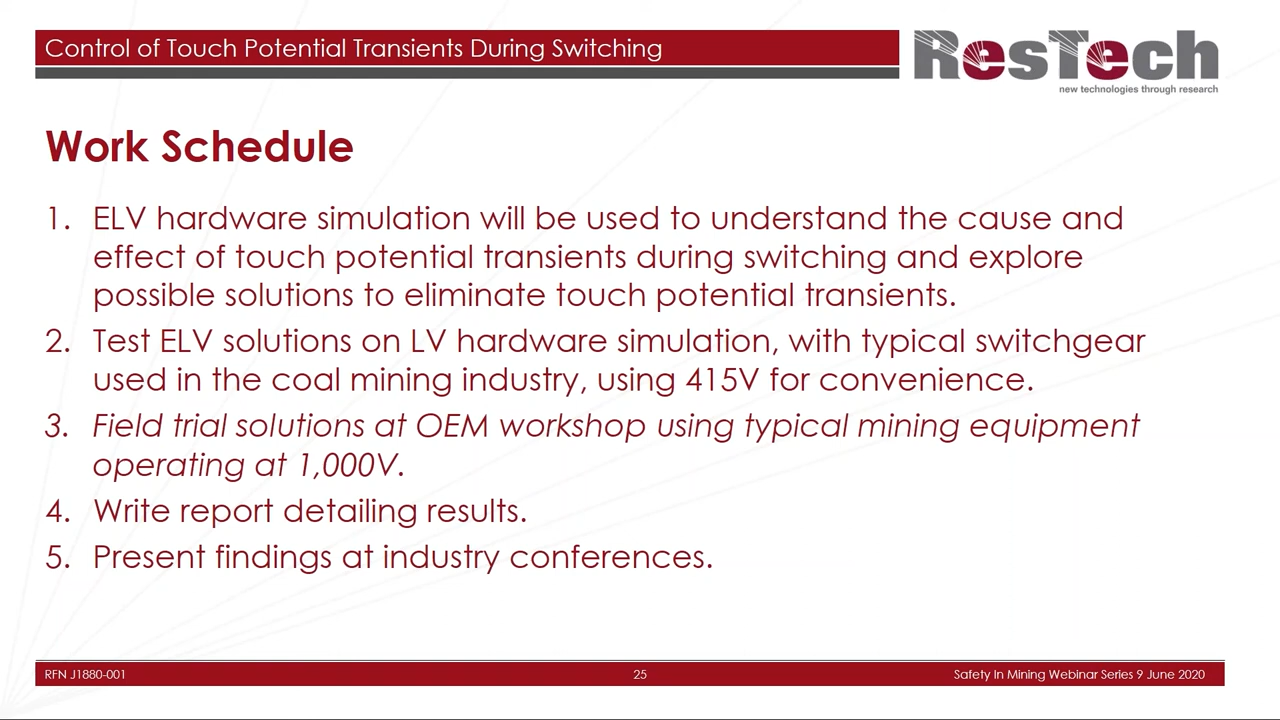 Control of Touch Potential Transients During Switching
ResTech
new technologies through research
Work Schedule
1. ELV hardware simulation will be used to understand the cause and
effect of touch potential transients during switching and explore
possible solutions to eliminate touch potential transients.
2. Test ELV solutions on LV hardware simulation, with typical switchgear
used in the coal mining industry, using 415V for convenience.
3. Field trial solutions at OEM workshop using typical mining equipment
operating at 1,000V.
4. Write report detailing results.
5. Present findings at industry conferences.
RFN J1880-001
25
Safety In Mining Webinar Series 9 June 2020